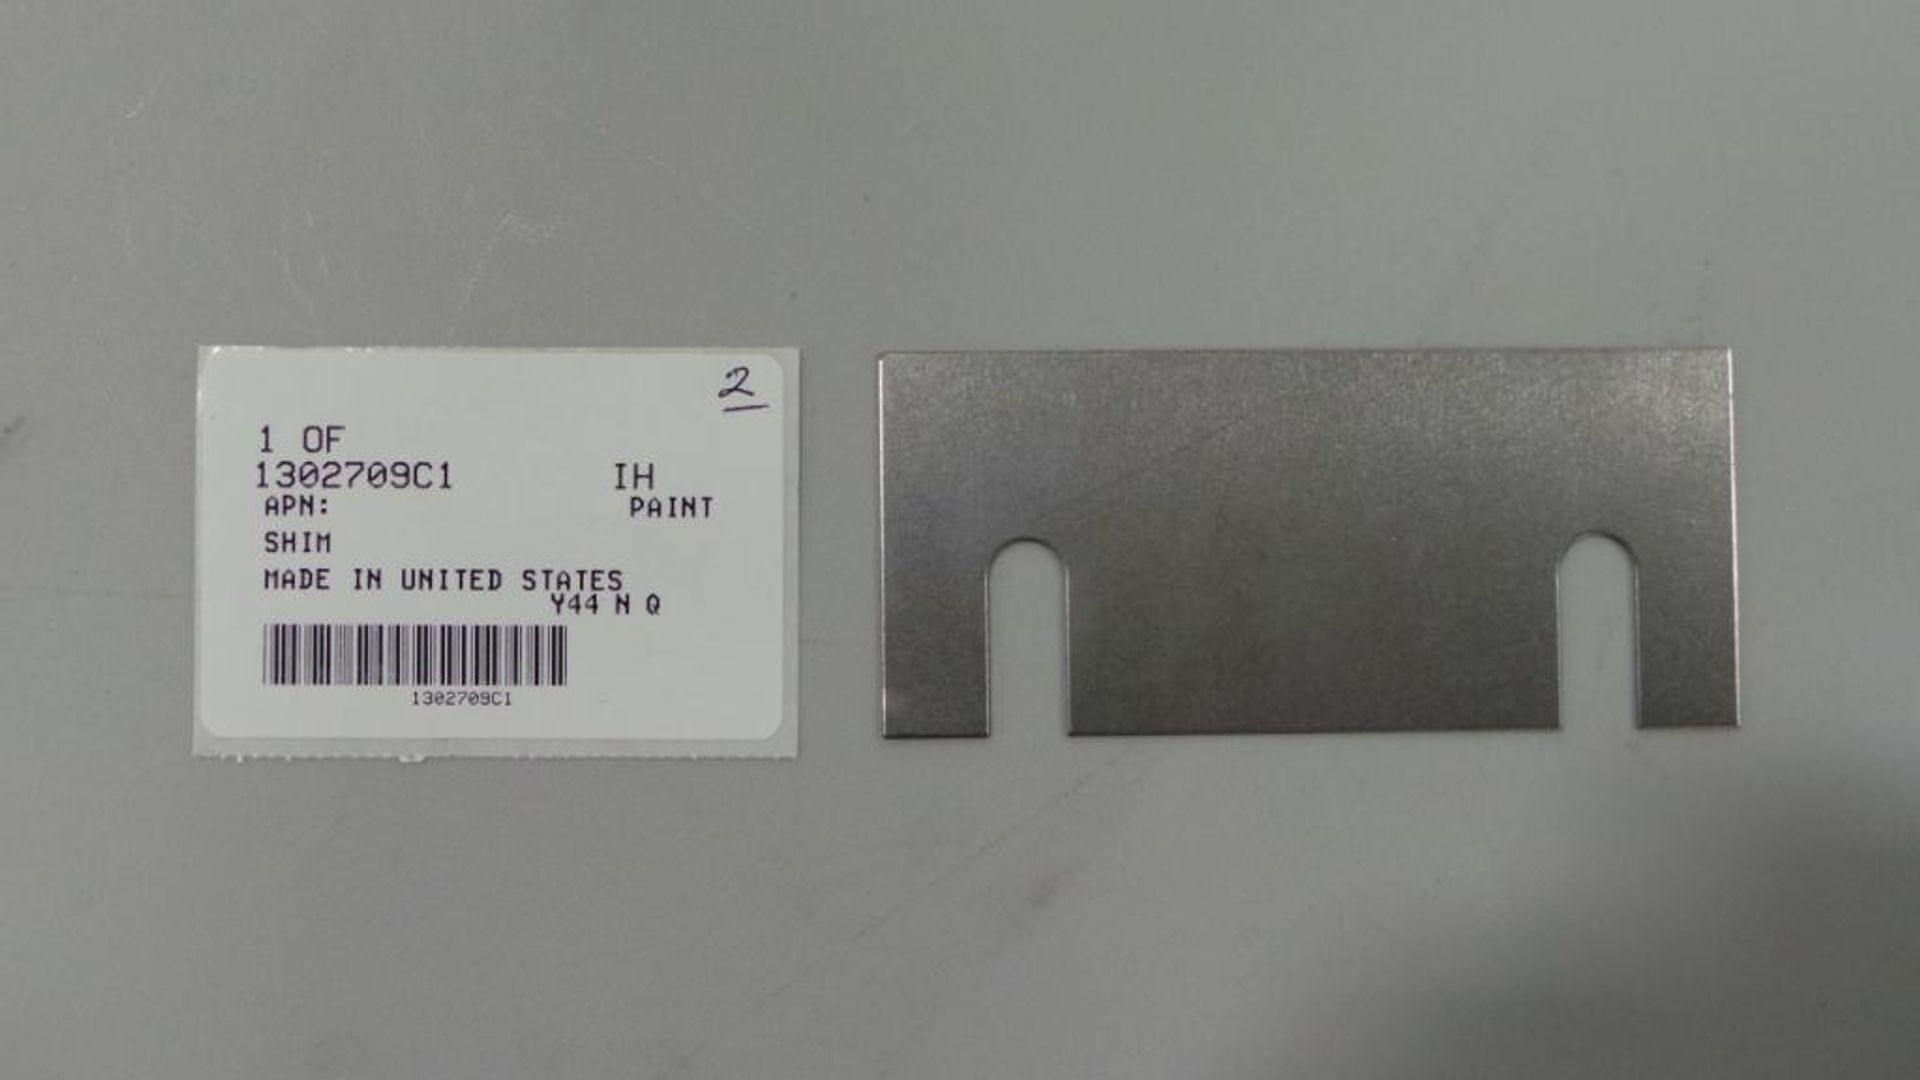 2
1 OF
1302709C1 IH
APN: PAINT
SHIM
MADE IN UNITED STATES
Y44 N Q
1302709C1